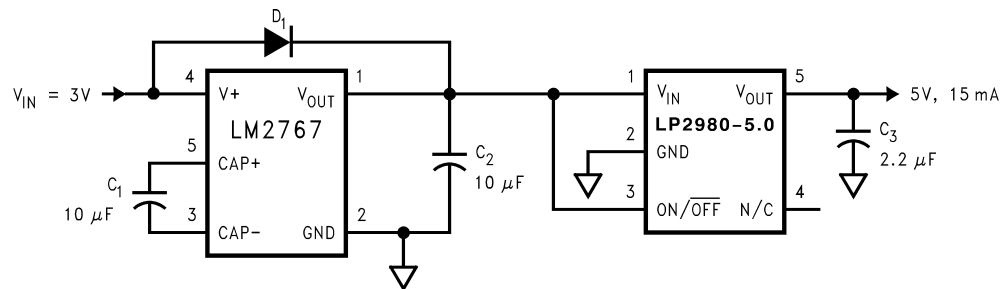 D1
VIN = 3V
4
V+
VOUT
1
LM2767
5
CAP+
C1
10 µF
3
CAP-
GND
2
C2
10 µF
1
VIN
VOUT
5
LP2980-5.0
2
GND
3
ON/OFF
N/C
4
5V, 15 mA
C3
2.2 µF